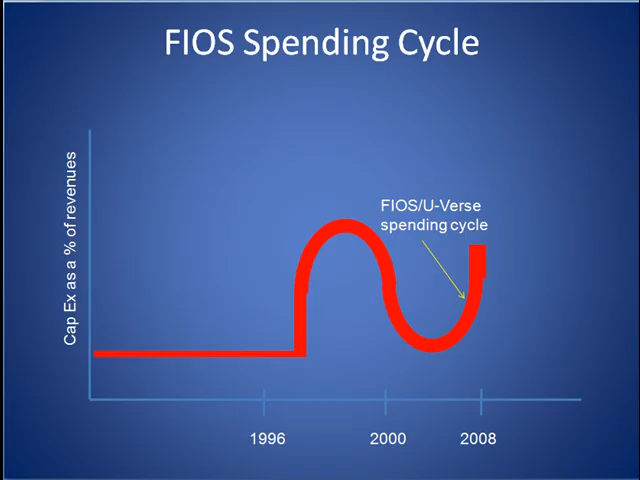 FIOS Spending Cycle
Cap Ex as a % of revenues
FIOS/U-Verse
spending cycle
1996
2000
2008